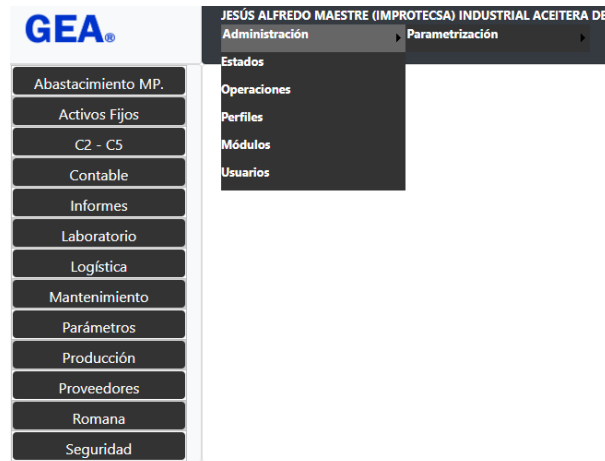 GEA®
JESÚS ALFREDO MAESTRE (IMPROTECSA) INDUSTRIAL ACEITERA DE
Administración
Parametrización
Estados
Operaciones
Perfiles
Módulos
Usuarios
Abastacimiento MP.
Activos Fijos
C2 - C5
Contable
Informes
Laboratorio
Logística
Mantenimiento
Parámetros
Producción
Proveedores
Romana
Seguridad